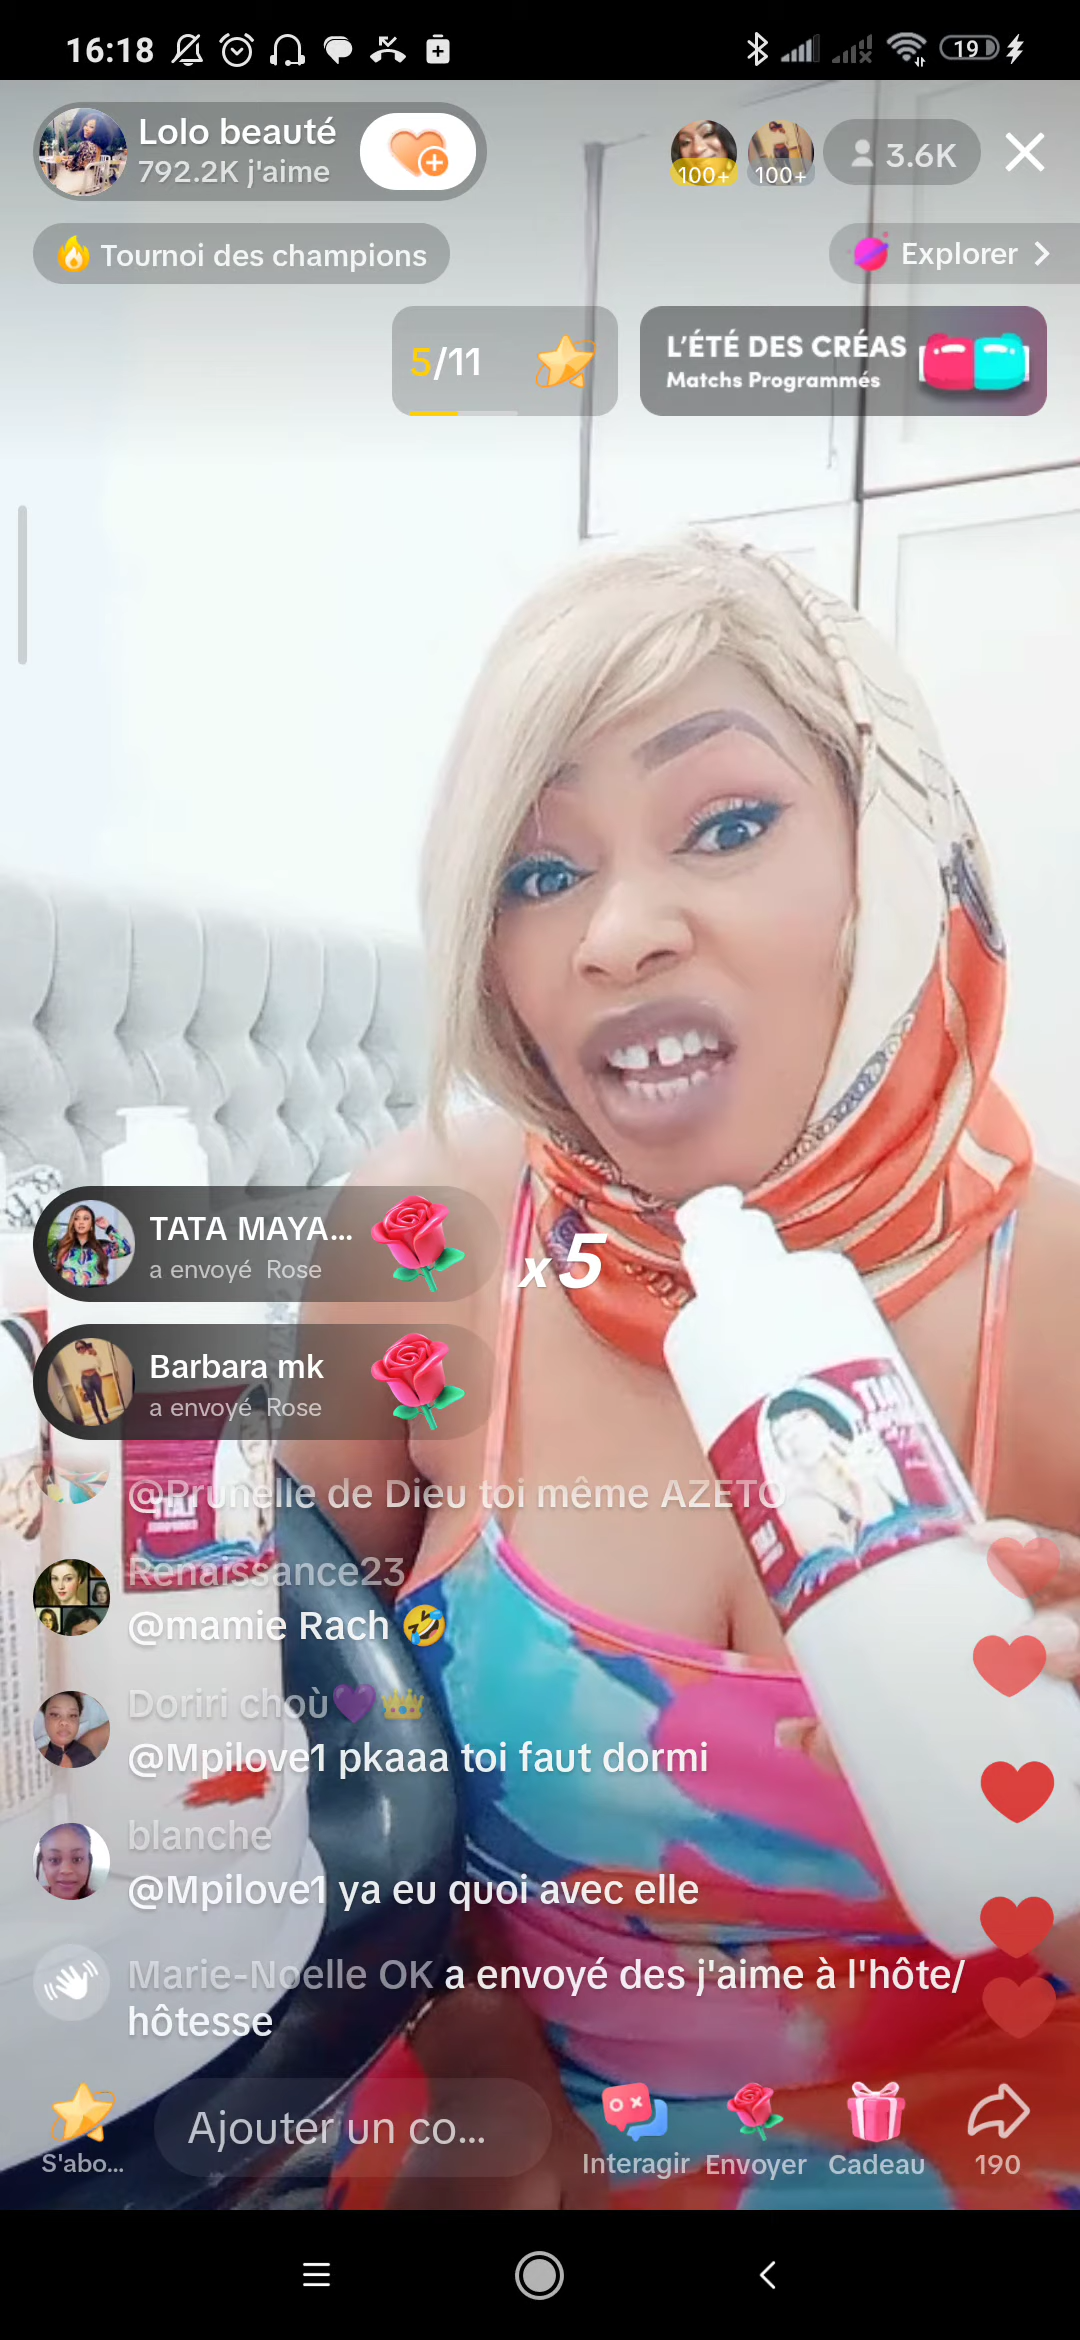 16:18
19
Lolo beauté
792.2K j'aime
100+
100+
3.6K
Tournoi des champions
Explorer
5/11
L'ÉTÉ DES CRÉAS
Matchs Programmés
TATA MAYA...
a envoyé Rose
x5
Barbara mk
a envoyé Rose
@Prunelle de Dieu toi même AZETO
Renaissance23
@mamie Rach 🤣
Doriri choù💜👑
@Mpilove1 pkaaa toi faut dormi
blanche
@Mpilove1 ya eu quoi avec elle
Marie-Noelle OK a envoyé des j'aime à l'hôte/
hôtesse
S'abo...
Ajouter un co...
Interagir
Envoyer
Cadeau
190